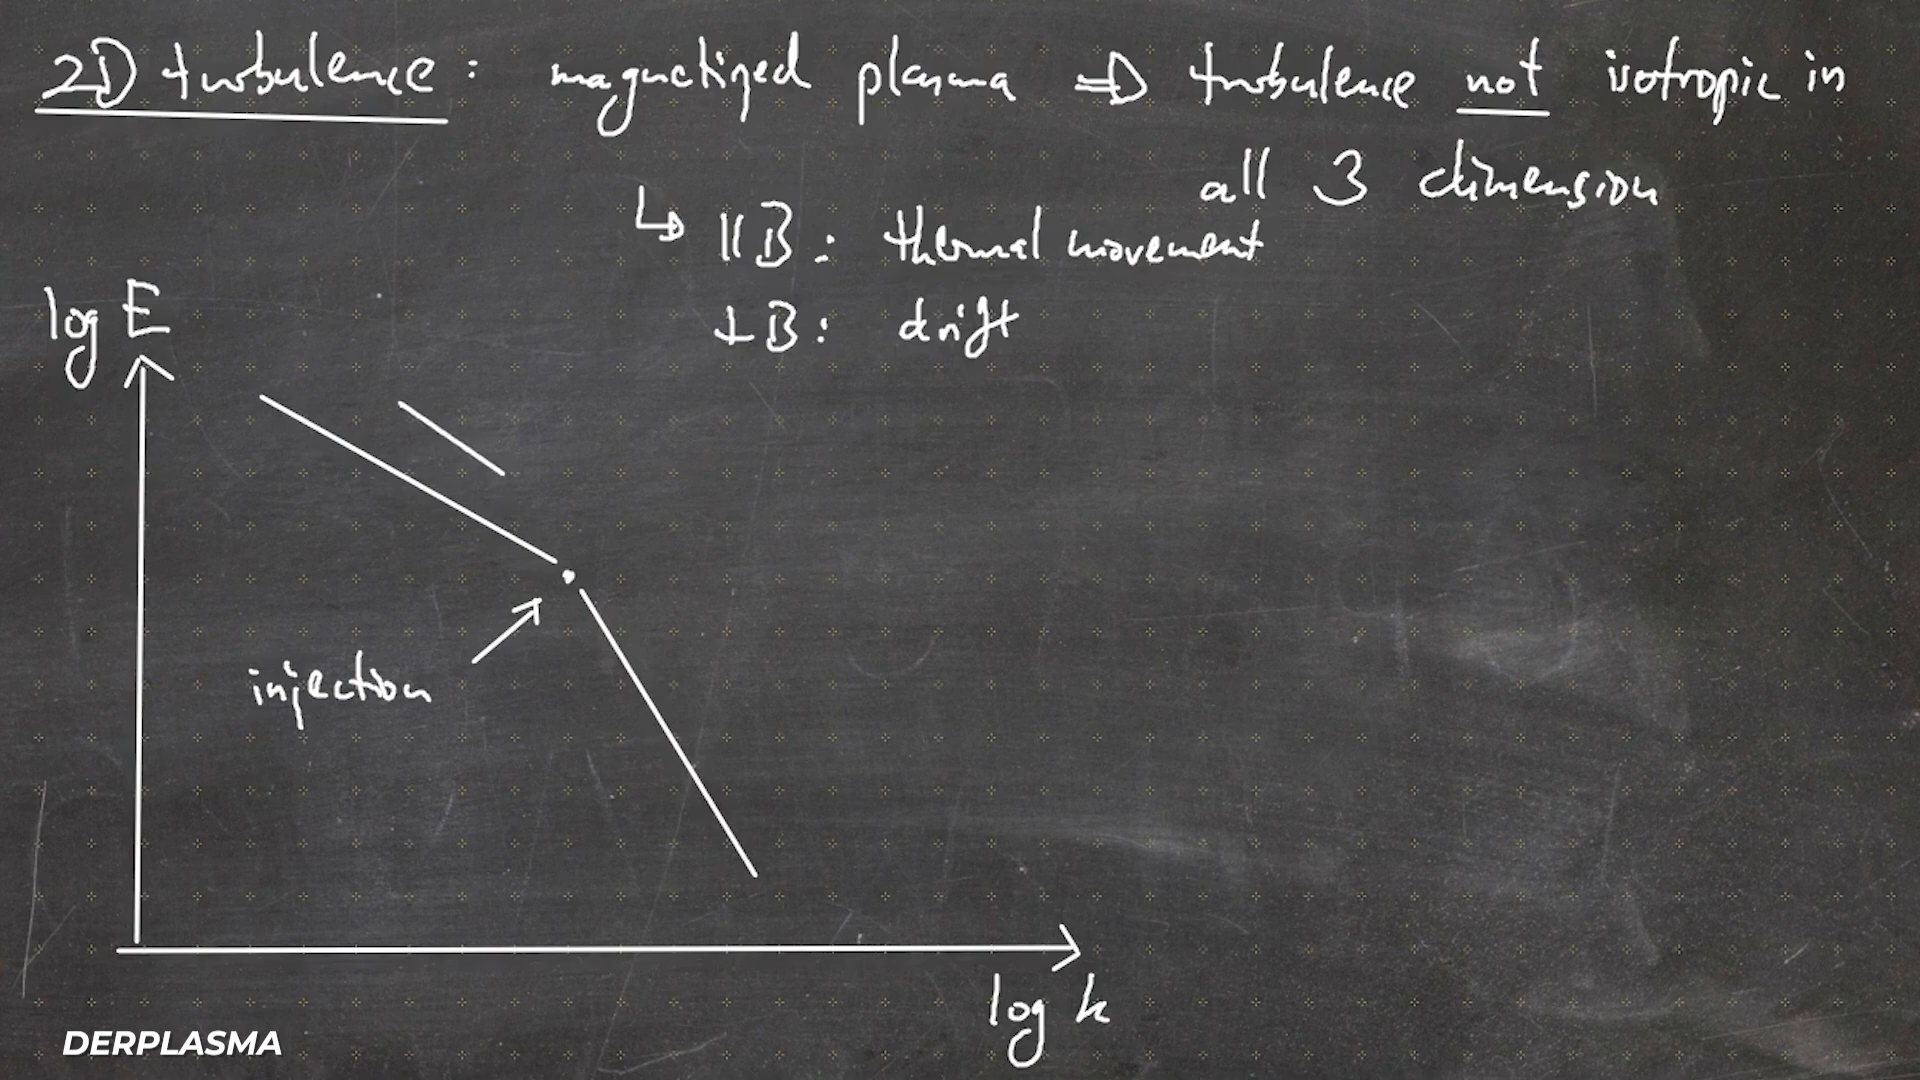 2D turbulence: magnetized plasma ⇒ turbulence not isotropic in
all 3 dimension
↳ || B: thermal movement
⊥ B: drift
log E
injection
log k
DERPLASMA